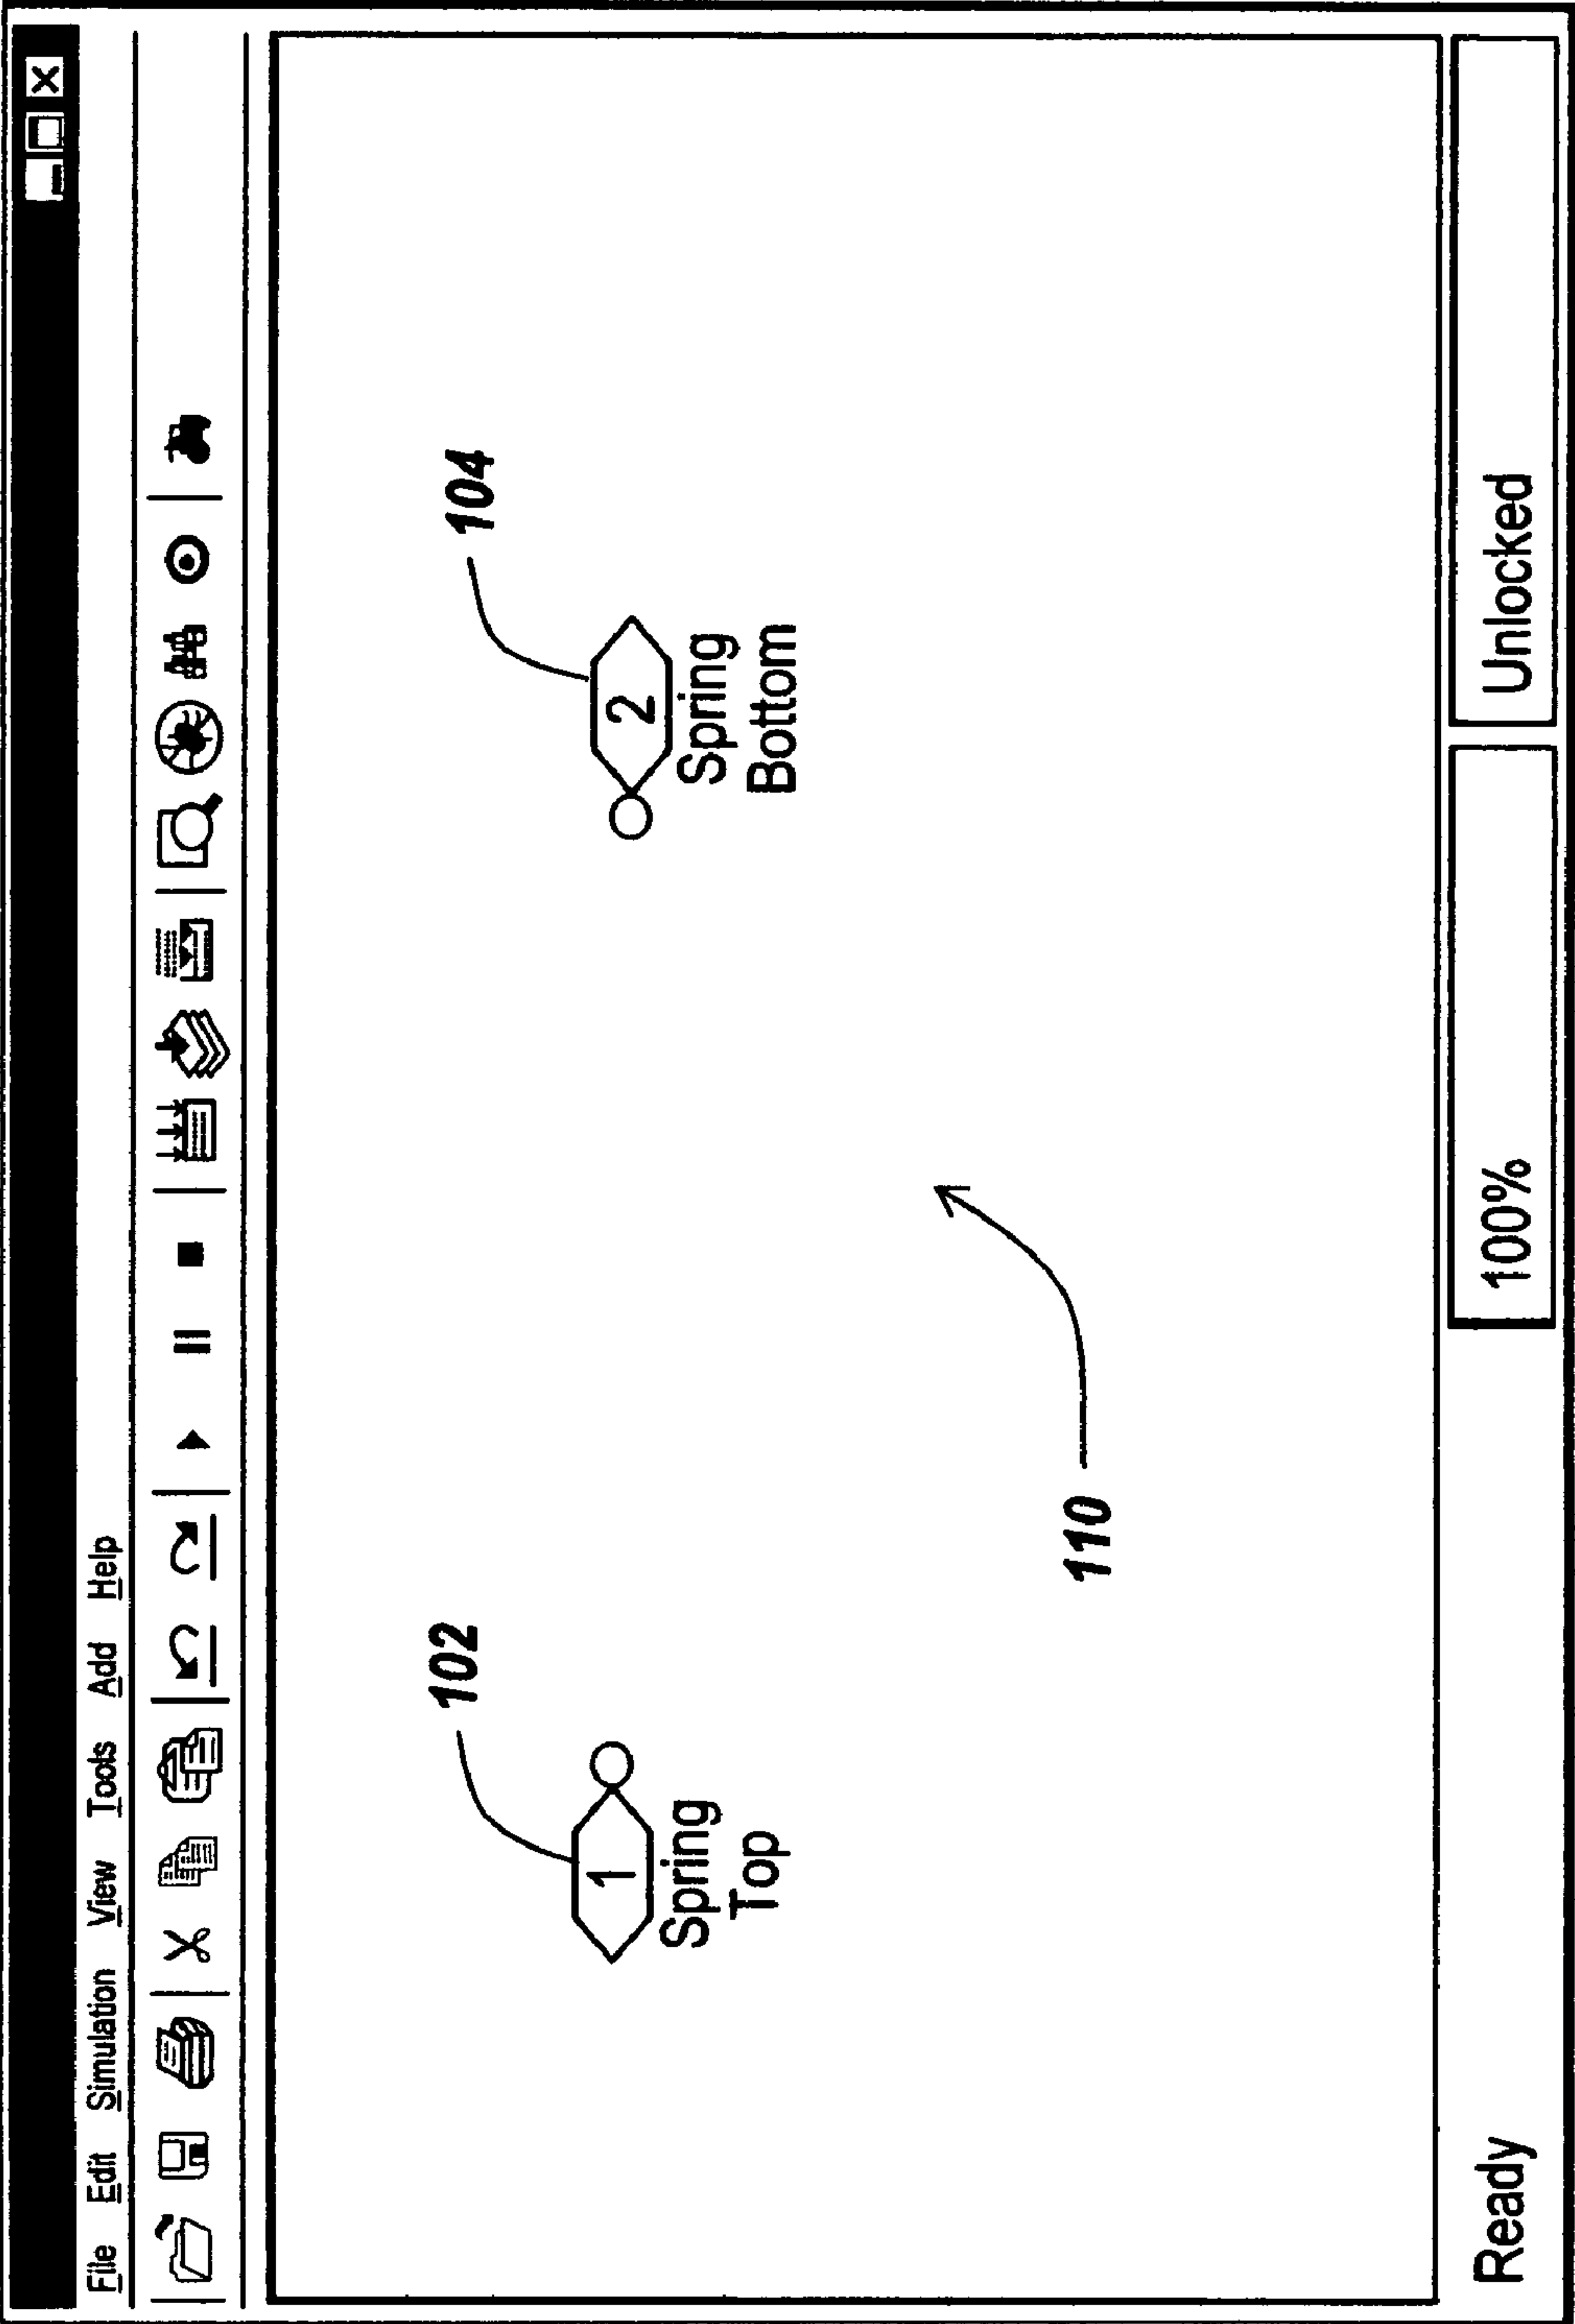 File Edit Simulation View Tools Add Help
102
104
1
2
Spring
Top
Spring
Bottom
110
Ready
100%
Unlocked